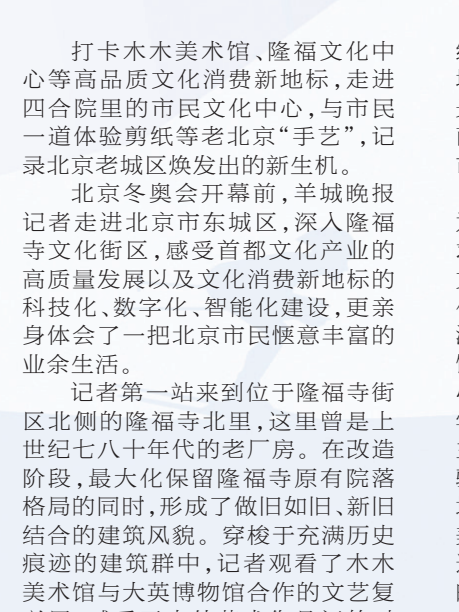 打卡木木美术馆、隆福文化中
心等高品质文化消费新地标,走进
四合院里的市民文化中心,与市民
一道体验剪纸等老北京“手艺”,记
录北京老城区焕发出的新生机。
北京冬奥会开幕前,羊城晚报
记者走进北京市东城区,深入隆福
寺文化街区,感受首都文化产业的
高质量发展以及文化消费新地标的
科技化、数字化、智能化建设,更亲
身体会了一把北京市民惬意丰富的
业余生活。
记者第一站来到位于隆福寺街
区北侧的隆福寺北里,这里曾是上
世纪七八十年代的老厂房。在改造
阶段,最大化保留隆福寺原有院落
格局的同时,形成了做旧如旧、新旧
结合的建筑风貌。穿梭于充满历史
痕迹的建筑群中,记者观看了木木
美术馆与大英博物馆合作的文艺复